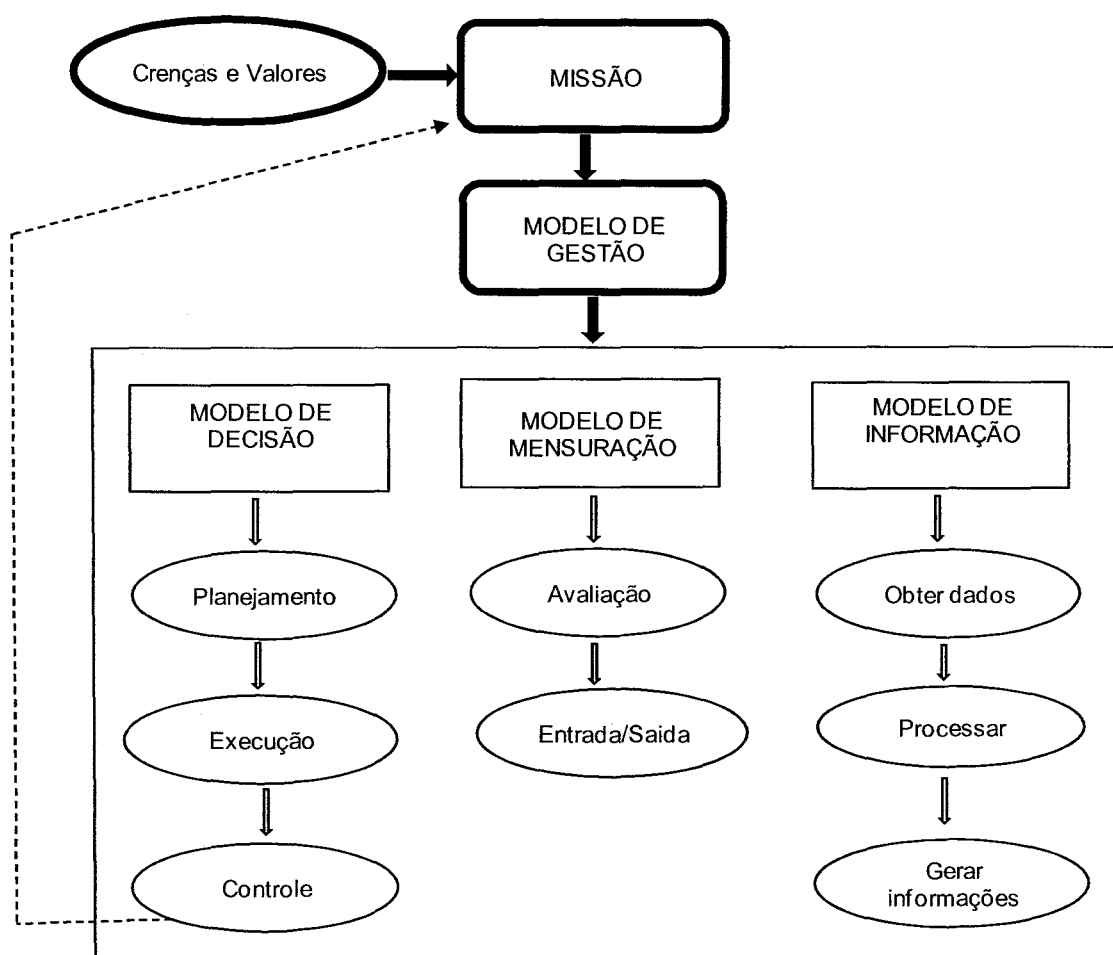 Crenças e Valores
MISSÃO
MODELO DE
GESTÃO
MODELO DE
DECISÃO
MODELO DE
MENSURAÇÃO
MODELO DE
INFORMAÇÃO
Planejamento
Avaliação
Obter dados
Execução
Entrada/Saida
Processar
Controle
Gerar
informações